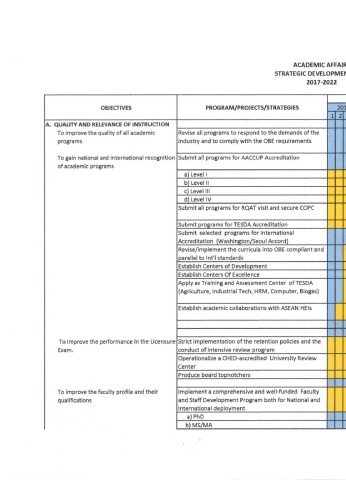 ACADEMIC AFFAIR
STRATEGIC DEVELOPMEN
2017-2022
OBJECTIVES
PROGRAM/PROJECTS/STRATEGIES
201
1 2
A. QUALITY AND RELEVANCE OF INSTRUCTION
To improve the quality of all academic
programs
Revise all programs to respond to the demands of the
industry and to comply with the OBE requirements
To gain national and international recognition
of academic programs
Submit all programs for AACCUP Accreditation
a) Level I
b) Level II
c) Level III
d) Level IV
Submit all programs for RQAT visit and secure COPC
Submit programs for TESDA Accreditation
Submit selected programs for International
Accreditation (Washington/Seoul Accord)
Revise/implement the curricula into OBE compliant and
parallel to Int'l standards
Establish Centers of Development
Establish Centers Of Excellence
Apply as Training and Assessment Center of TESDA
(Agriculture, Industrial Tech, HRM, Computer, Biogas)
Establish academic collaborations with ASEAN HEIs
To improve the performance in the Licensure
Exam.
Strict implementation of the retention policies and the
conduct of intensive review program
Operationalize a CHED-accredited University Review
Center
Produce board topnotchers
To improve the faculty profile and their
qualifications
Implement a comprehensive and well-funded Faculty
and Staff Development Program both for National and
International deployment
a) PhD
b) MS/MA